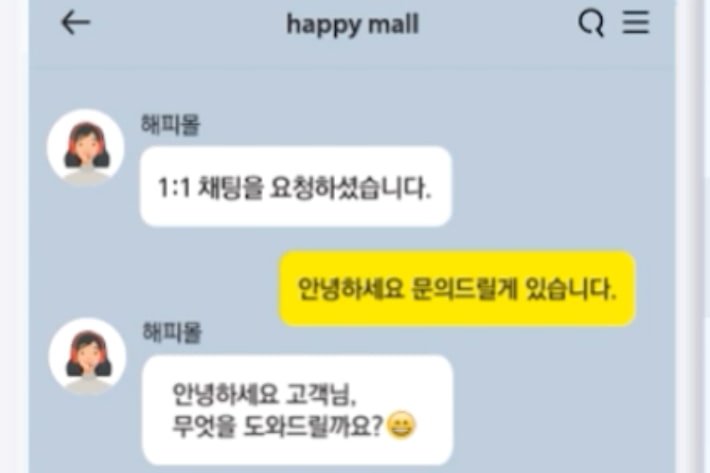 happy mall
해피몰
1:1 채팅을 요청하셨습니다.
안녕하세요 문의드릴게 있습니다.
해피몰
안녕하세요 고객님,
무엇을 도와드릴까요?😀